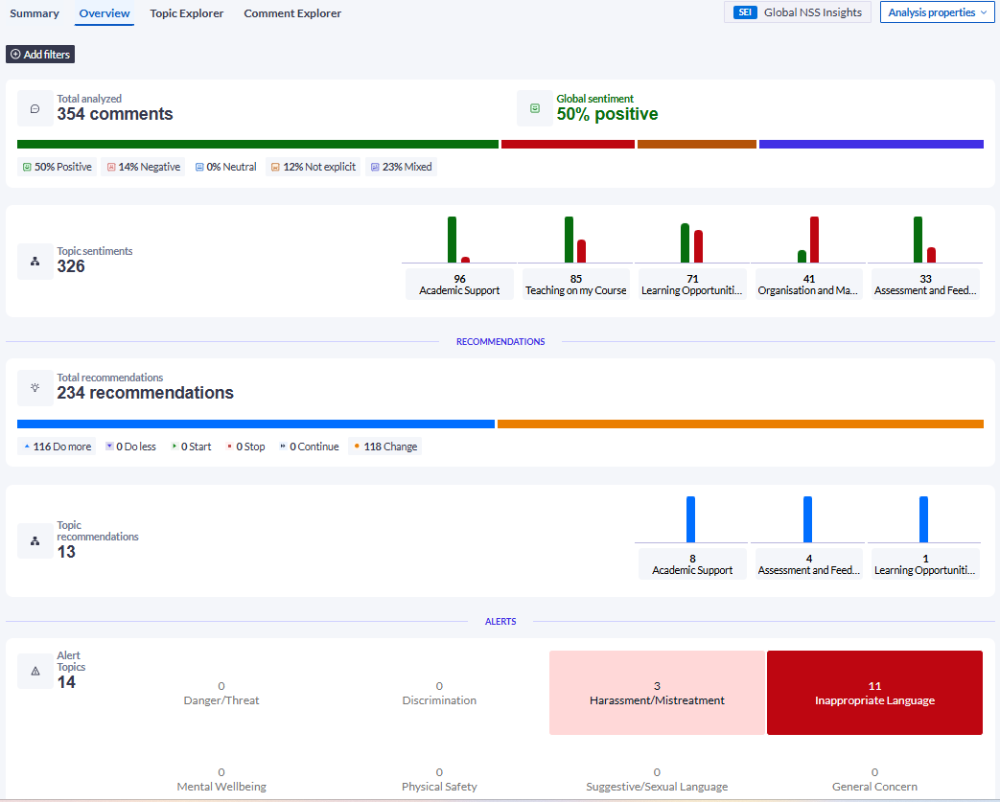 Summary Overview Topic Explorer Comment Explorer SEI Global NSS Insights Analysis properties
Add filters
Total analyzed
354 comments
Global sentiment
50% positive
50% Positive 14% Negative 0% Neutral 12% Not explicit 23% Mixed
Topic sentiments
326
96 85 71 41 33
Academic Support Teaching on my Course Learning Opportuniti... Organisation and Ma... Assessment and Feed...
RECOMMENDATIONS
Total recommendations
234 recommendations
116 Do more 0 Do less 0 Start 0 Stop 0 Continue 118 Change
Topic
recommendations
13
8 4 1
Academic Support Assessment and Feed... Learning Opportuniti...
ALERTS
Alert
Topics
14
0 0 3 11
Danger/Threat Discrimination Harassment/Mistreatment Inappropriate Language
0 0 0 0
Mental Wellbeing Physical Safety Suggestive/Sexual Language General Concern